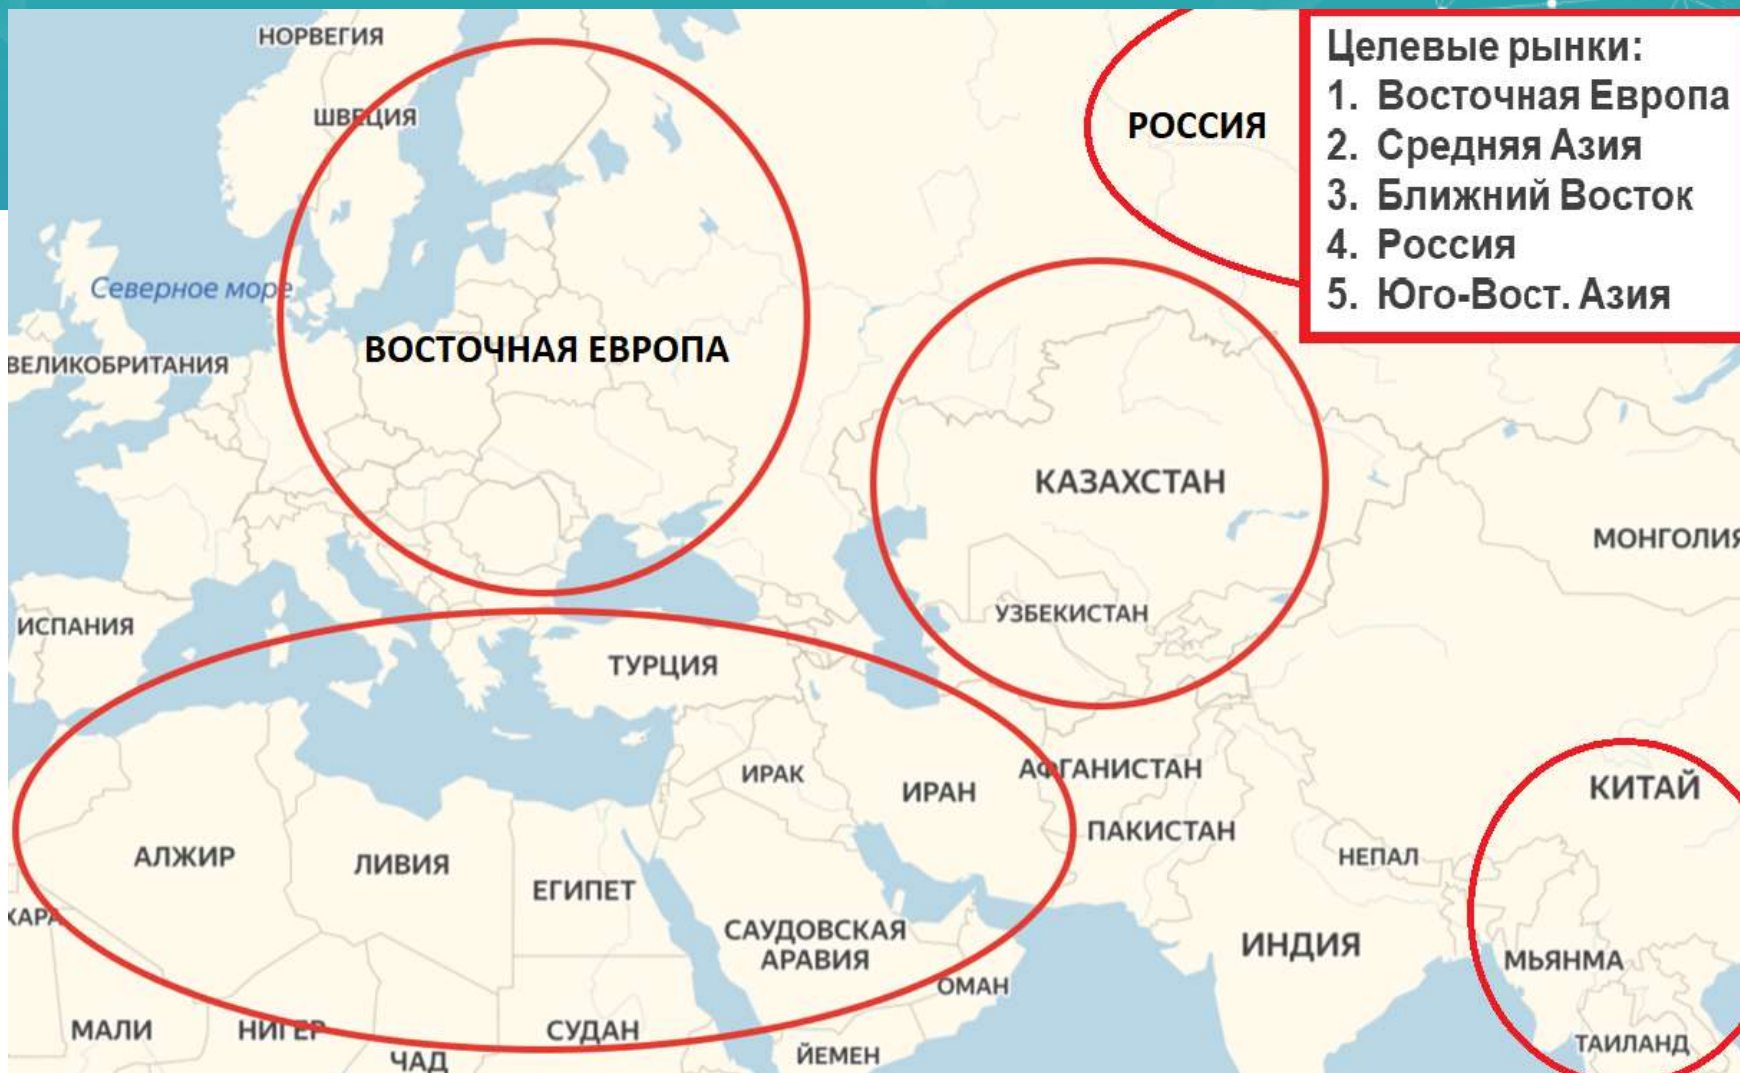 НОРВЕГИЯ
ШВЕЦИЯ
Северное море
ВЕЛИКОБРИТАНИЯ
ВОСТОЧНАЯ ЕВРОПА
РОССИЯ
Целевые рынки:
1. Восточная Европа
2. Средняя Азия
3. Ближний Восток
4. Россия
5. Юго-Вост. Азия
КАЗАХСТАН
МОНГОЛИЯ
УЗБЕКИСТАН
ИСПАНИЯ
ТУРЦИЯ
ИРАК
ИРАН
АФГАНИСТАН
ПАКИСТАН
КИТАЙ
НЕПАЛ
АЛЖИР
ЛИВИЯ
ЕГИПЕТ
ХАРА
САУДОВСКАЯ
АРАВИЯ
ОМАН
ИНДИЯ
МЬЯНМА
МАЛИ
НИГЕР
ЧАД
СУДАН
ЙЕМЕН
ТАИЛАНД